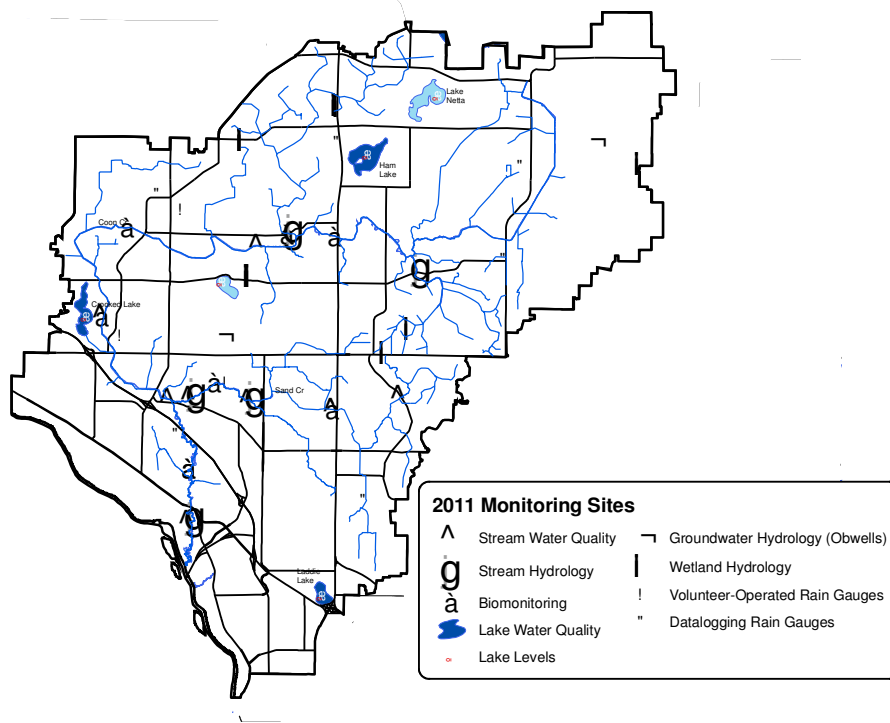 Lake
Netta
Ham
Lake
Coon Cr
Crooked Lake
Sand Cr
Laddie
Lake
2011 Monitoring Sites
^ Stream Water Quality
g Stream Hydrology
à Biomonitoring
Lake Water Quality
Lake Levels
¬ Groundwater Hydrology (Obwells)
l Wetland Hydrology
! Volunteer-Operated Rain Gauges
" Datalogging Rain Gauges